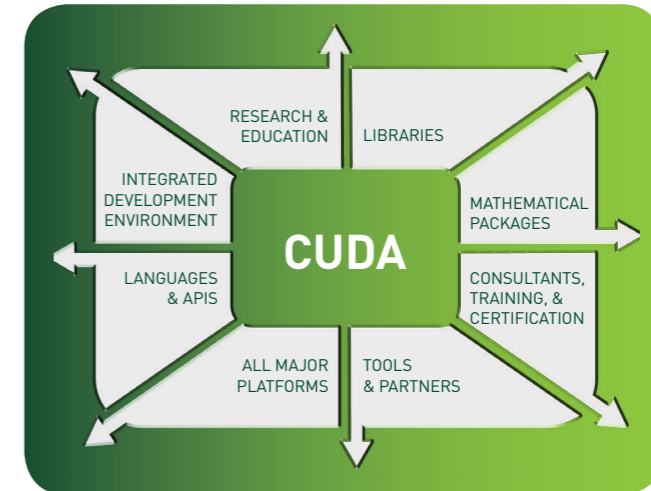 RESEARCH &
EDUCATION
LIBRARIES
INTEGRATED
DEVELOPMENT
ENVIRONMENT
MATHEMATICAL
PACKAGES
CUDA
LANGUAGES
& APIS
CONSULTANTS,
TRAINING, &
CERTIFICATION
ALL MAJOR
PLATFORMS
TOOLS
& PARTNERS